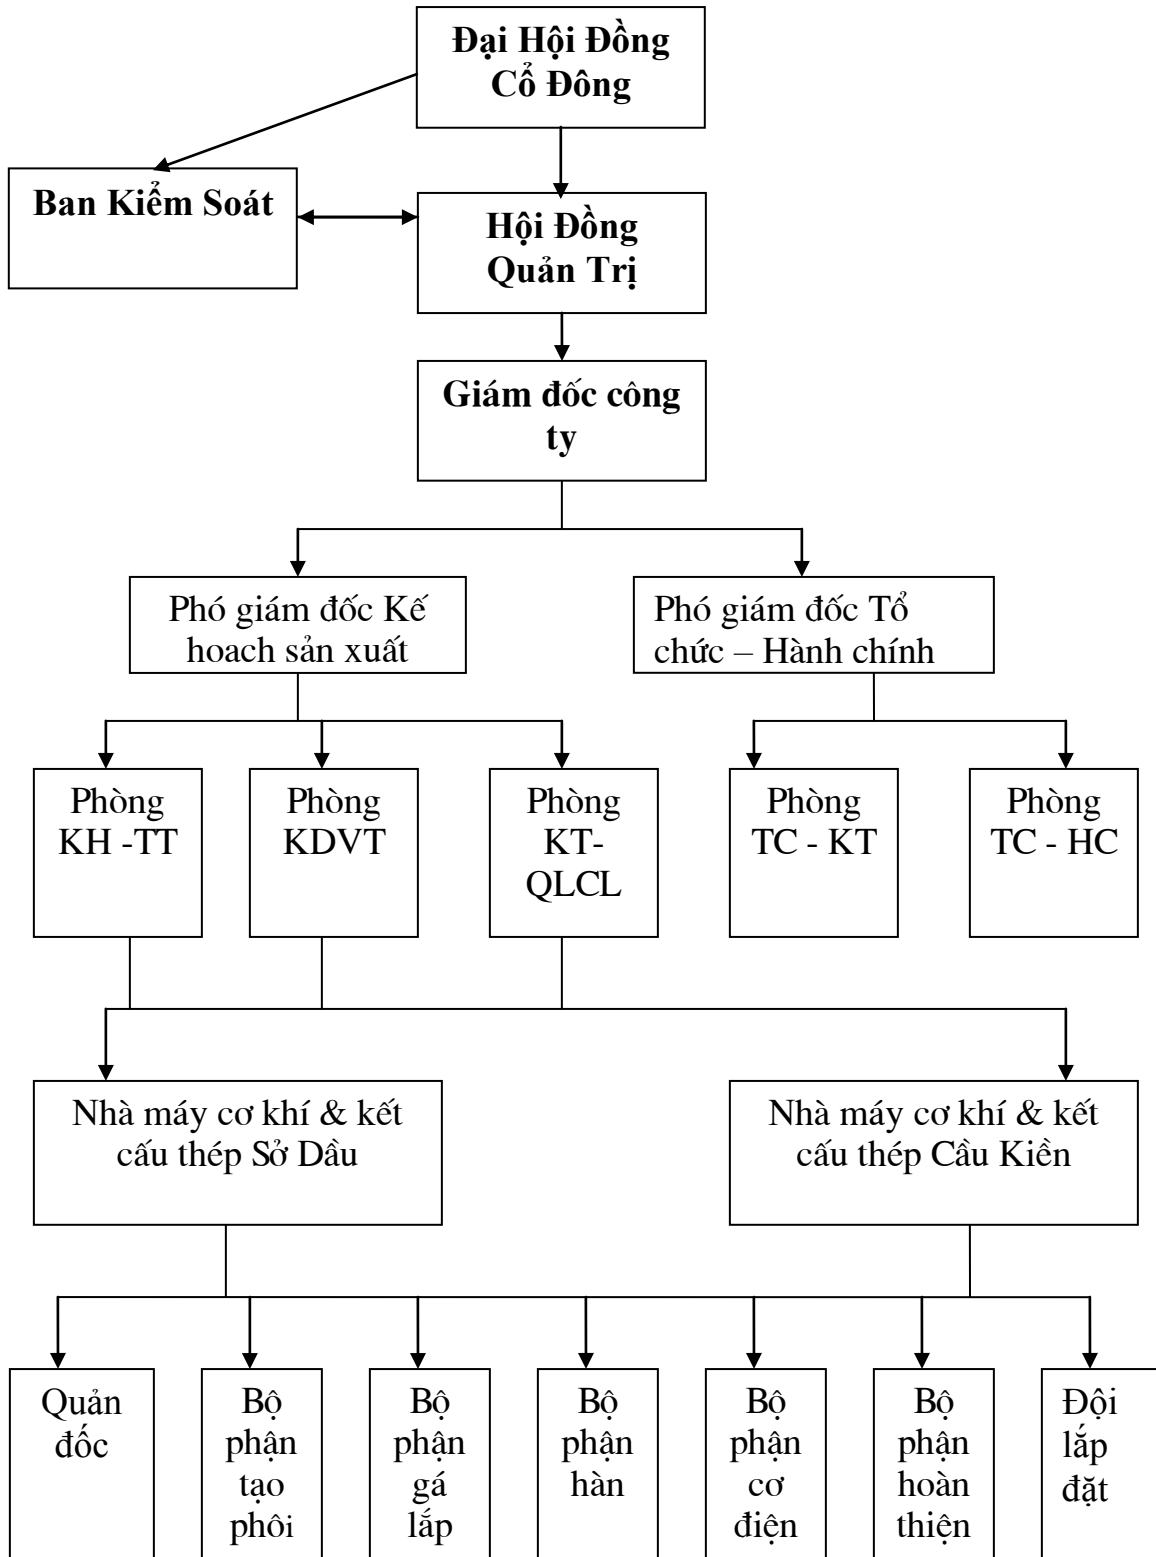 Đại Hội Đồng
Cổ Đông
Ban Kiểm Soát
Hội Đồng
Quản Trị
Giám đốc công
ty
Phó giám đốc Kế
hoach sản xuất
Phó giám đốc Tổ
chức – Hành chính
Phòng
KH -TT
Phòng
KDVT
Phòng
KT-
QLCL
Phòng
TC - KT
Phòng
TC - HC
Nhà máy cơ khí & kết
cấu thép Sở Dầu
Nhà máy cơ khí & kết
cấu thép Cầu Kiền
Quản
đốc
Bộ
phận
tạo
phôi
Bộ
phận
gá
lắp
Bộ
phận
hàn
Bộ
phận
cơ
điện
Bộ
phận
hoàn
thiện
Đội
lắp
đặt